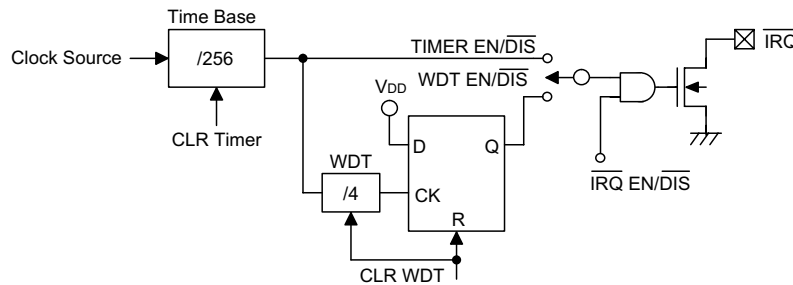 Time Base
Clock Source
/256
CLR Timer
TIMER EN/DIS
WDT EN/DIS
IRQ
IRQ EN/DIS
VDD
D
Q
CK
R
WDT
/4
CLR WDT